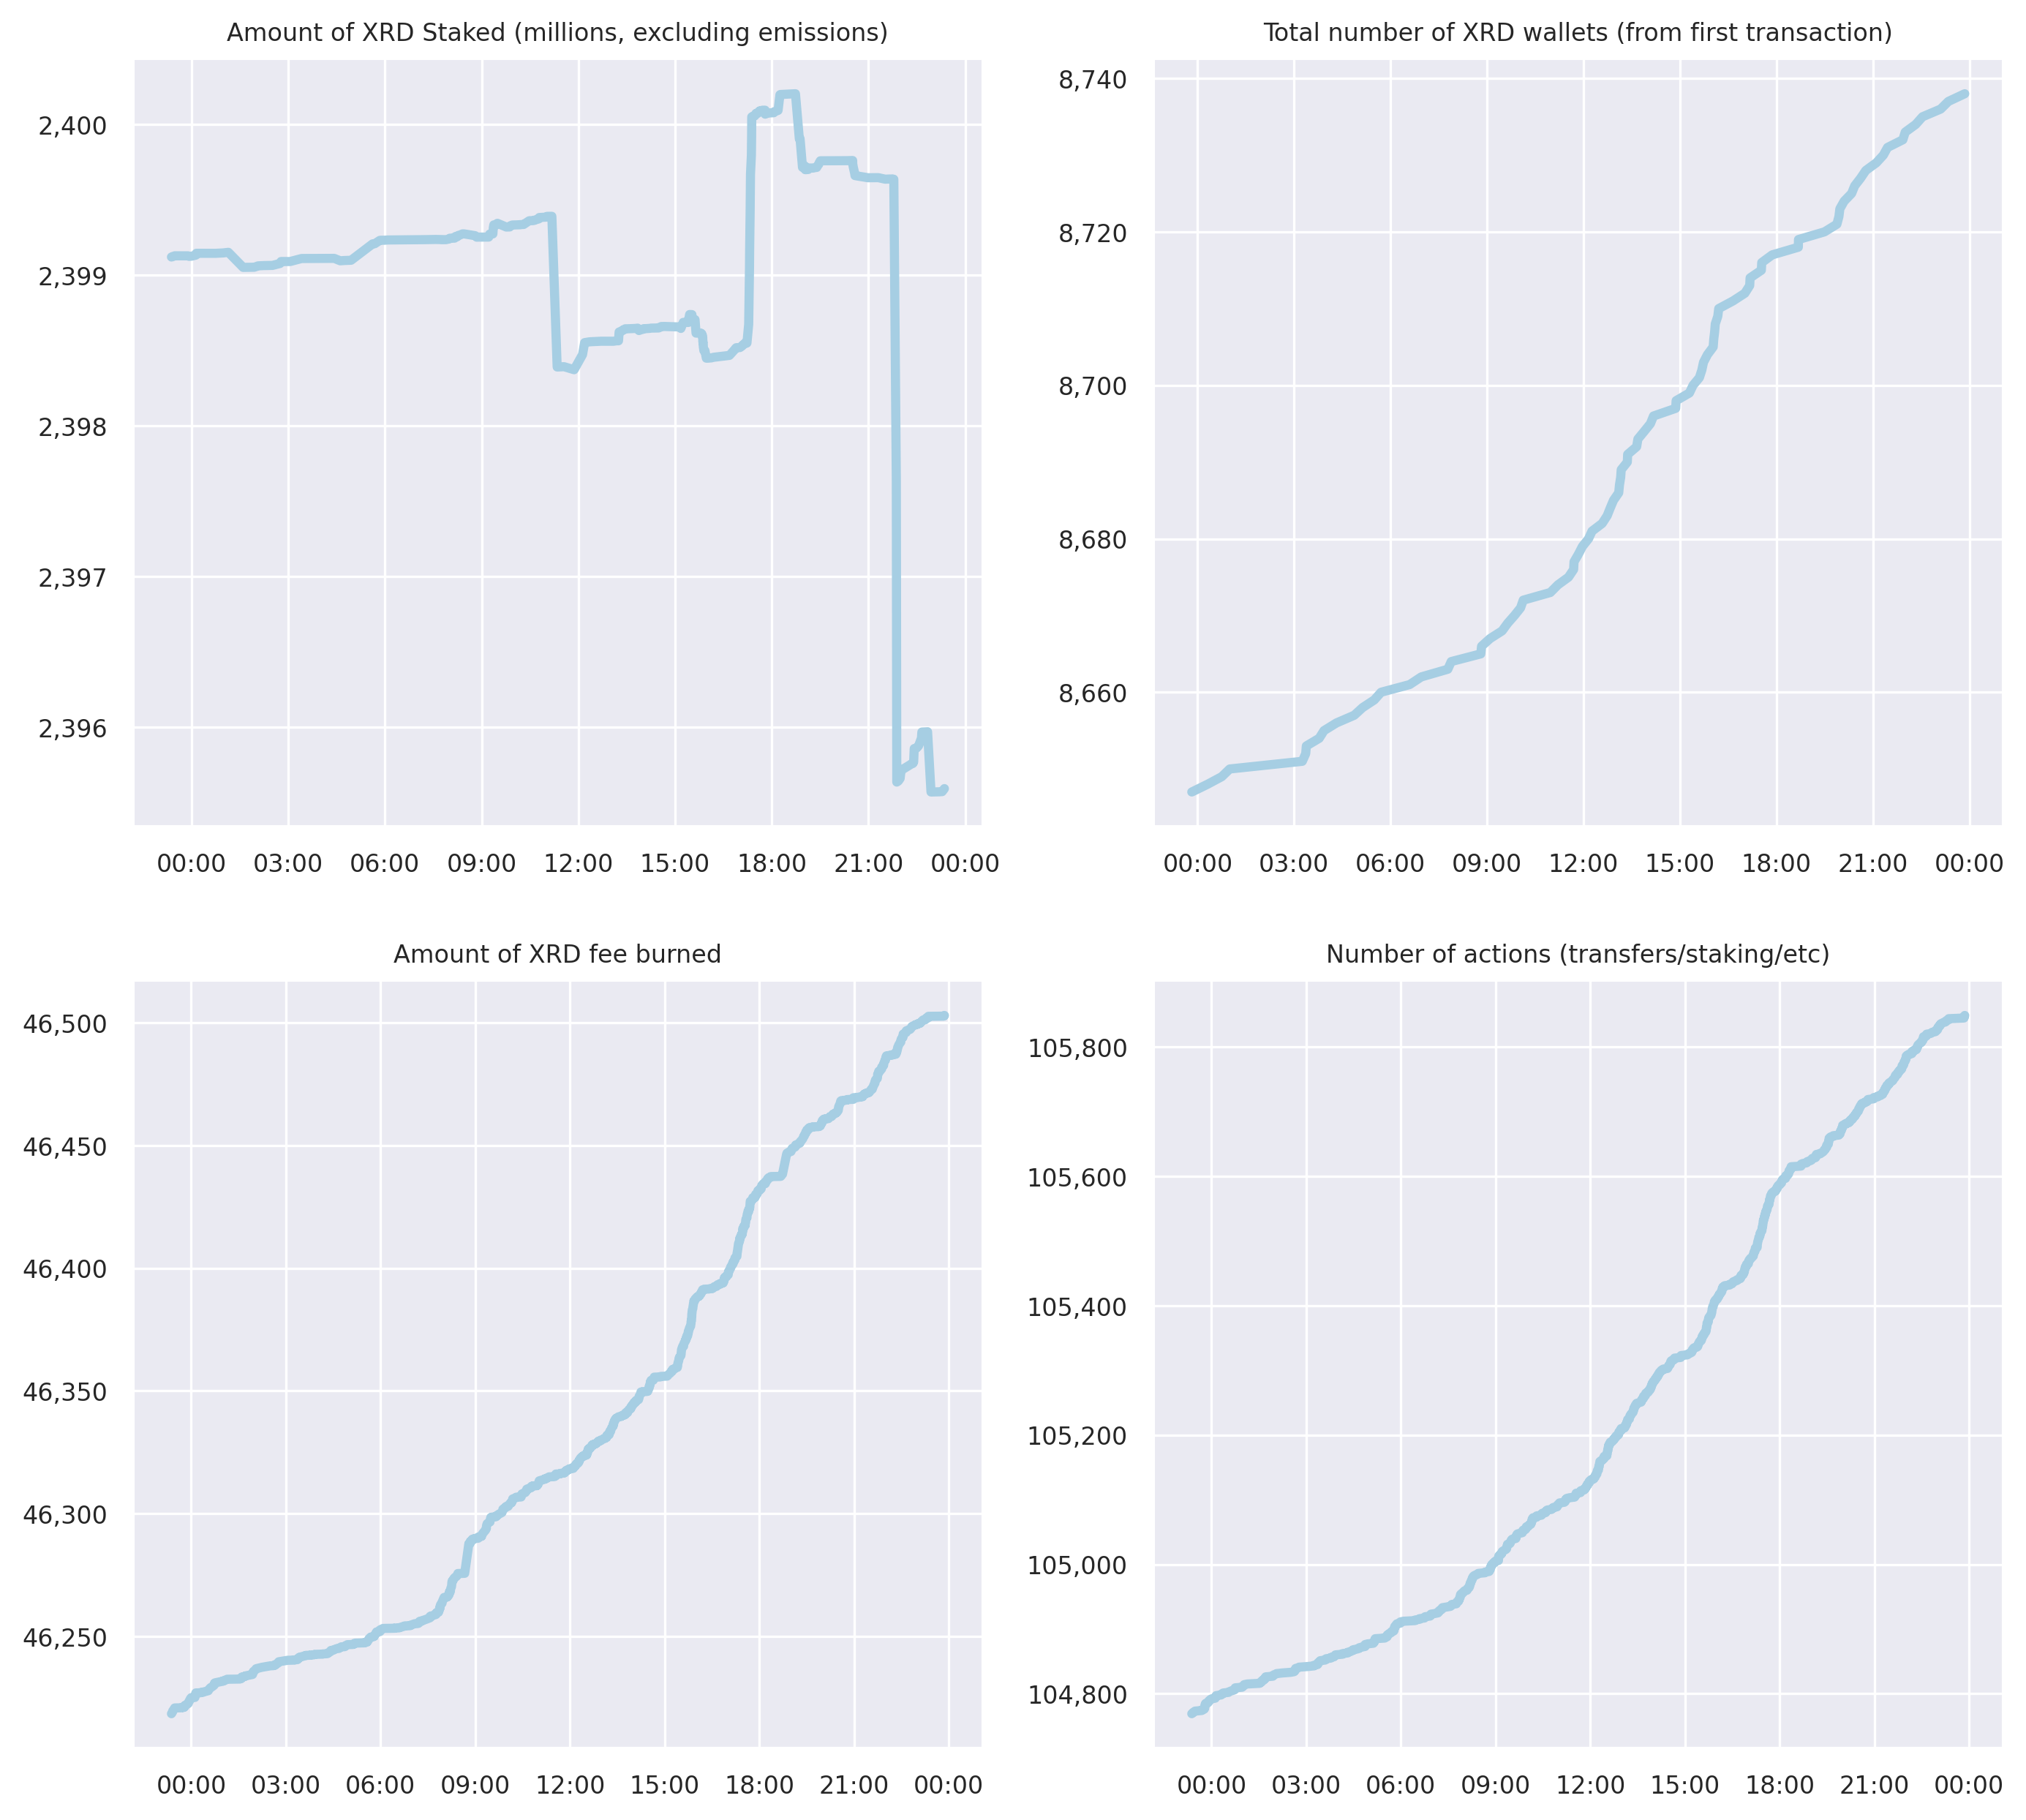 Amount of XRD Staked (millions, excluding emissions)
2,400
2,399
2,398
2,397
2,396
00:00 03:00 06:00 09:00 12:00 15:00 18:00 21:00 00:00
Total number of XRD wallets (from first transaction)
8,740
8,720
8,700
8,680
8,660
00:00 03:00 06:00 09:00 12:00 15:00 18:00 21:00 00:00
Amount of XRD fee burned
46,500
46,450
46,400
46,350
46,300
46,250
00:00 03:00 06:00 09:00 12:00 15:00 18:00 21:00 00:00
Number of actions (transfers/staking/etc)
105,800
105,600
105,400
105,200
105,000
104,800
00:00 03:00 06:00 09:00 12:00 15:00 18:00 21:00 00:00